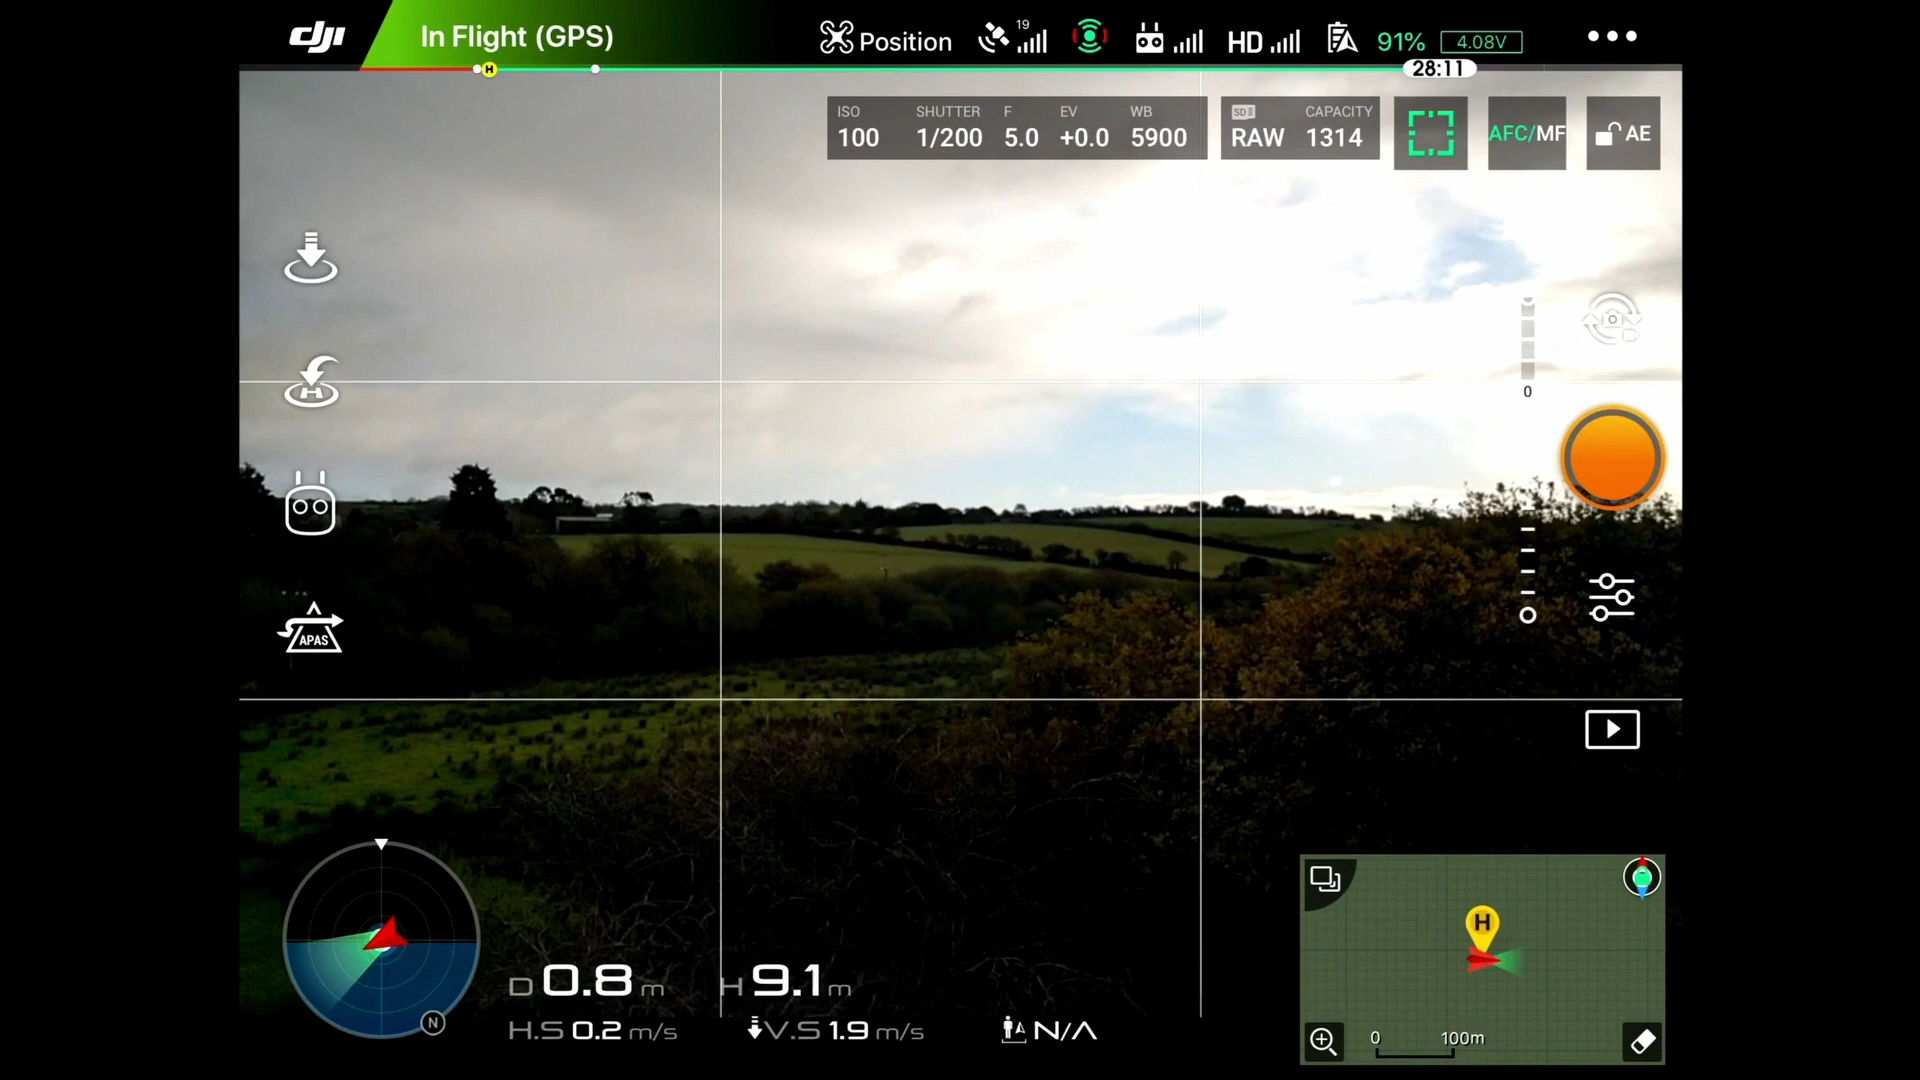 dji In Flight (GPS) Position 19 HD 91% 4.08V
H 28:11
ISO SHUTTER F EV WB CAPACITY
100 1/200 5.0 +0.0 5900 RAW 1314 AFC/MF AE
SD
H
0
APAS
H
D 0.8 m H 9.1 m
H.S 0.2 m/s V.S 1.9 m/s N/A
N
0 100m